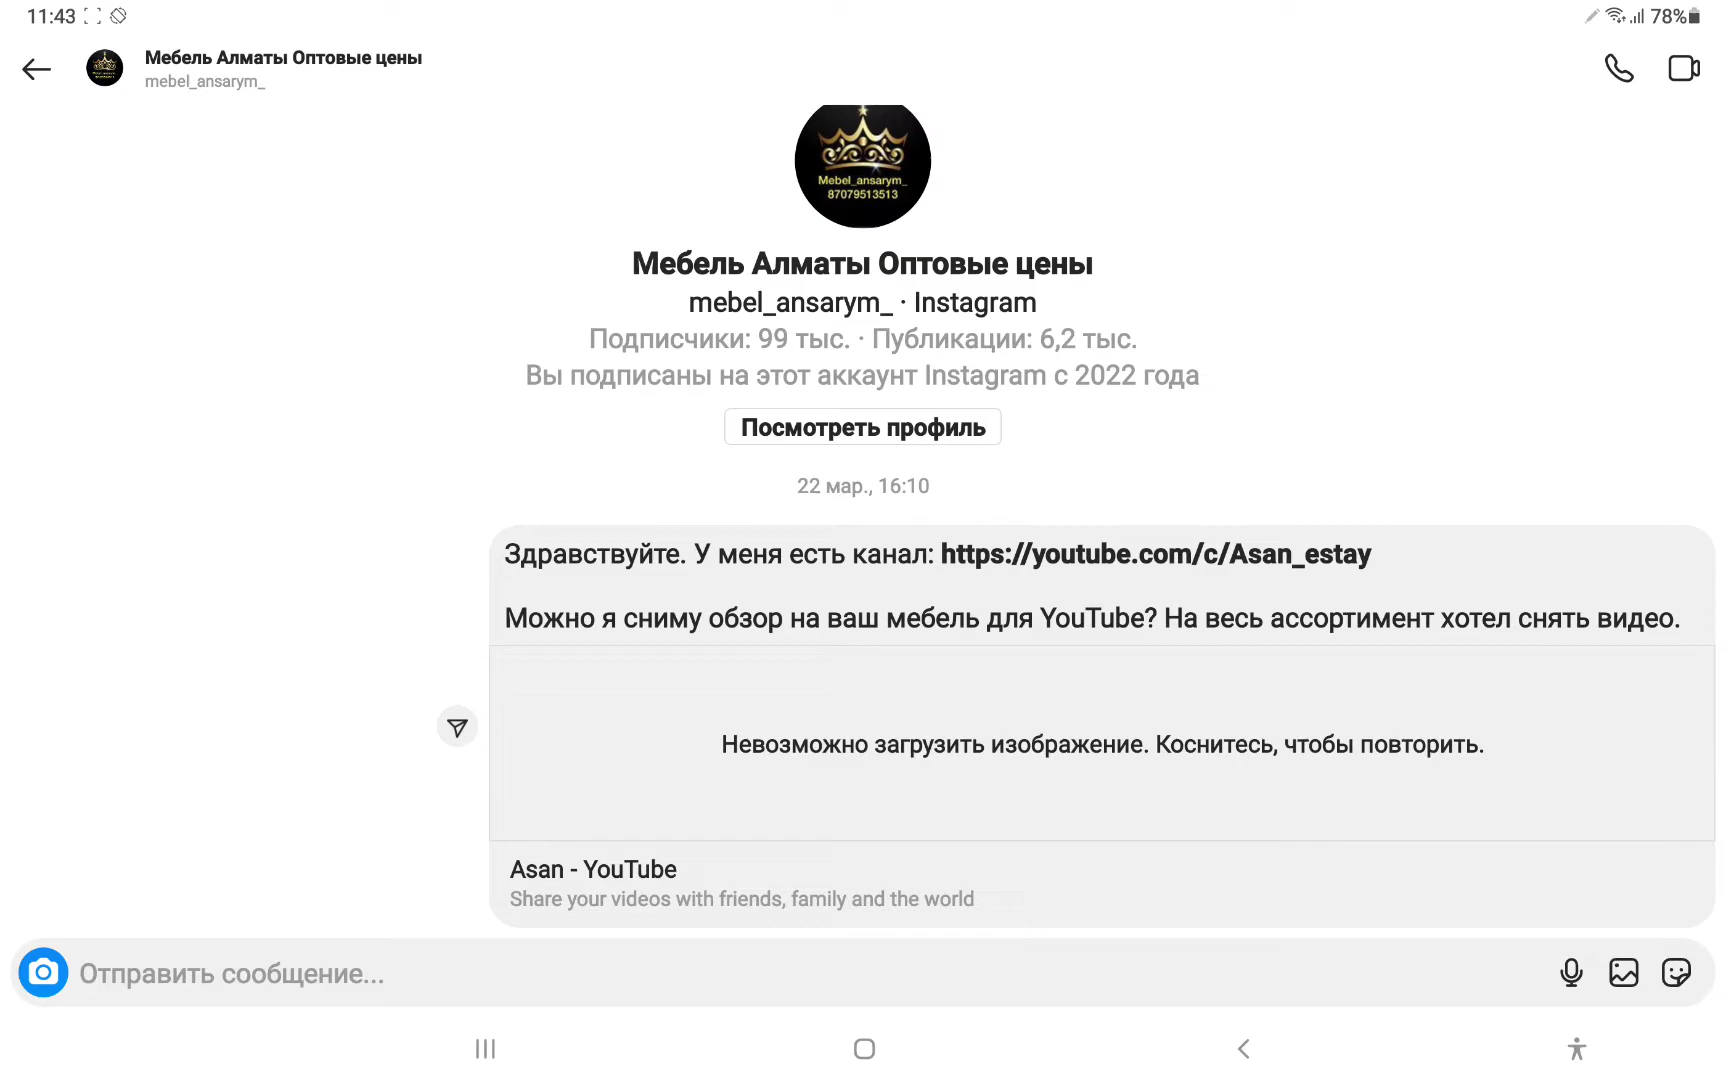 11:43
78%
Мебель Алматы Оптовые цены
mebel_ansarym_
Mebel_ansarym_
87079513513
Мебель Алматы Оптовые цены
mebel_ansarym_ · Instagram
Подписчики: 99 тыс. · Публикации: 6,2 тыс.
Вы подписаны на этот аккаунт Instagram с 2022 года
Посмотреть профиль
22 мар., 16:10
Здравствуйте. У меня есть канал: https://youtube.com/c/Asan_estay
Можно я сниму обзор на ваш мебель для YouTube? На весь ассортимент хотел снять видео.
Невозможно загрузить изображение. Коснитесь, чтобы повторить.
Asan - YouTube
Share your videos with friends, family and the world
Отправить сообщение...